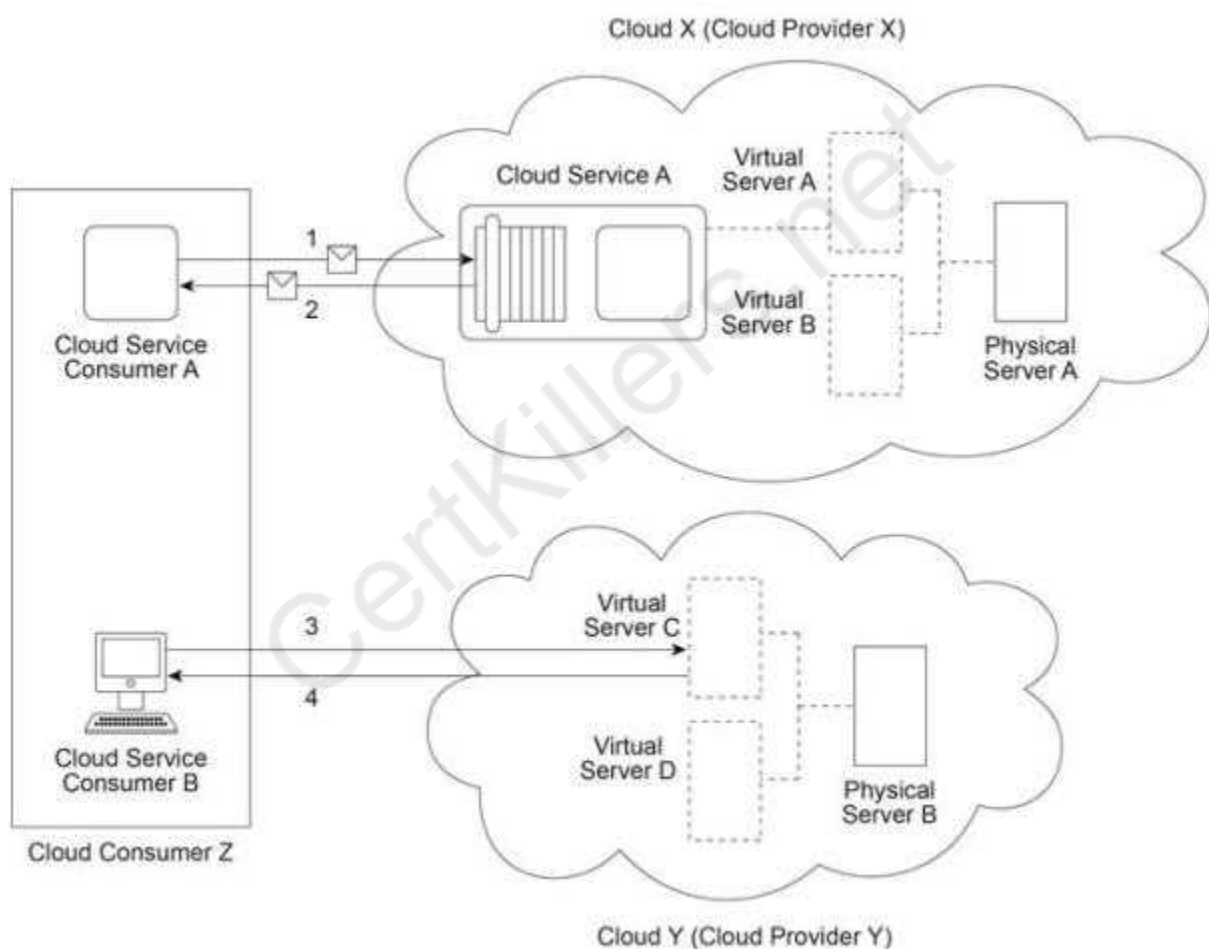 Cloud X (Cloud Provider X)
Cloud Service A
Virtual
Server A
1
2
Virtual
Server B
Physical
Server A
Cloud Service
Consumer A
3
4
Virtual
Server C
Virtual
Server D
Physical
Server B
Cloud Service
Consumer B
Cloud Consumer Z
Cloud Y (Cloud Provider Y)
CertKillers.net